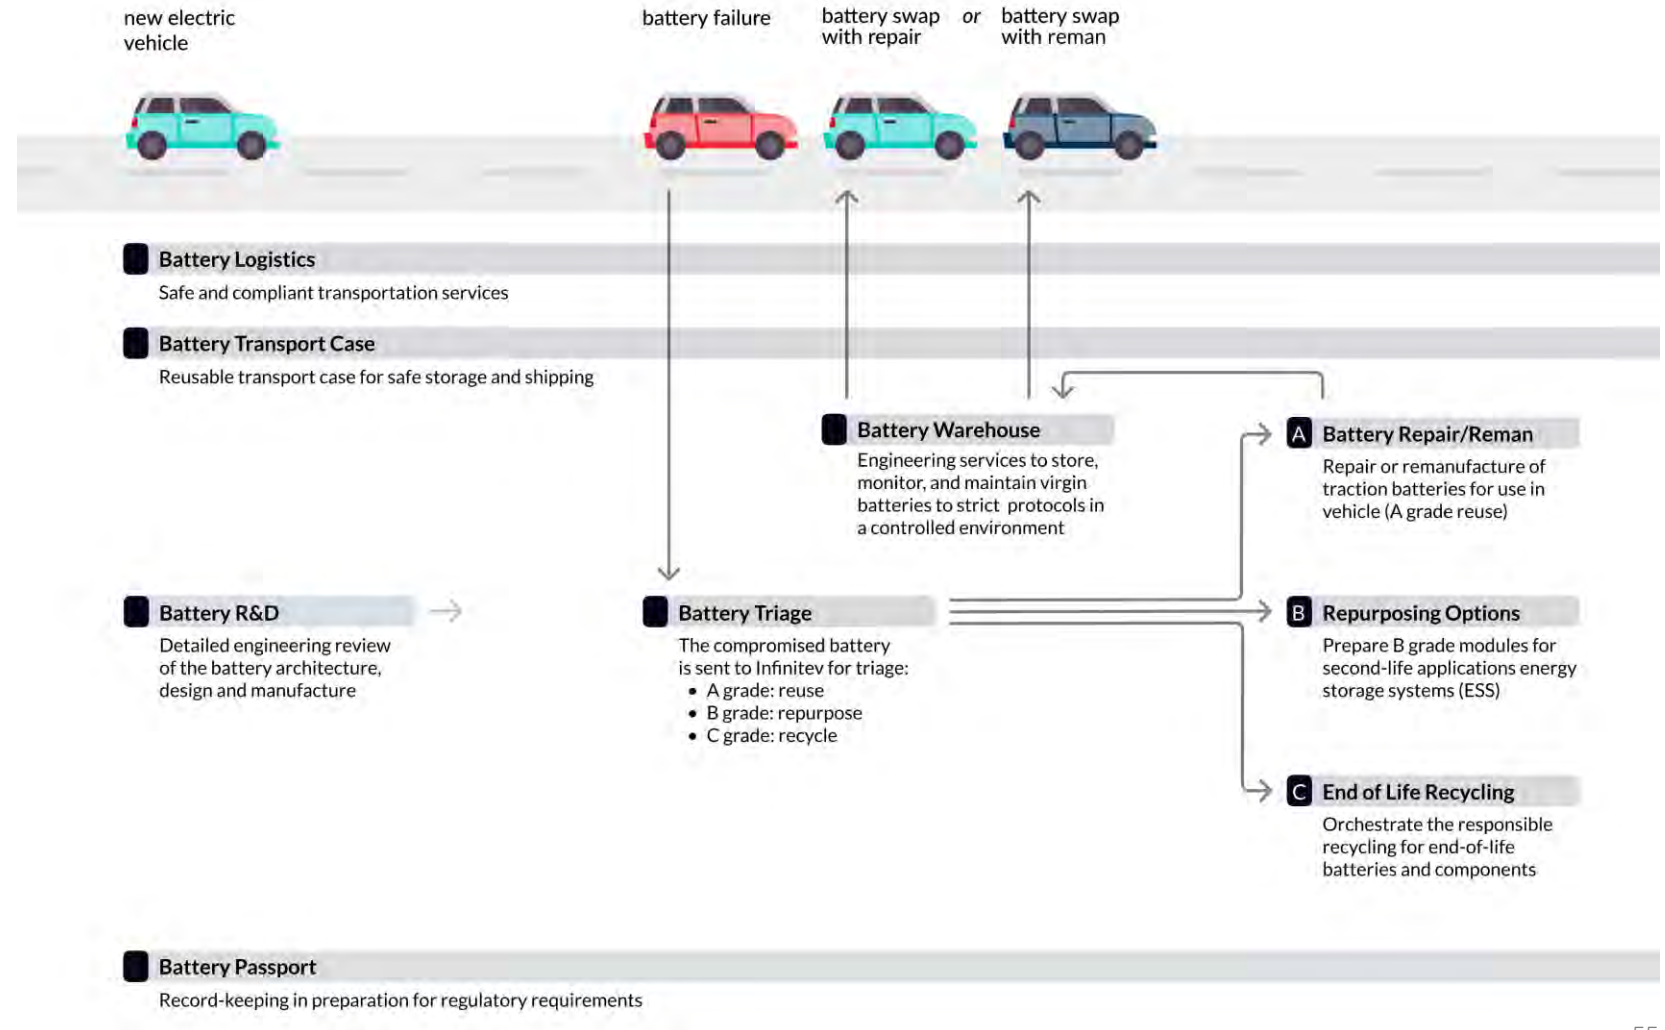 new electric
vehicle
battery failure
battery swap
with repair
or
battery swap
with reman
Battery Logistics
Safe and compliant transportation services
Battery Transport Case
Reusable transport case for safe storage and shipping
Battery Warehouse
Engineering services to store,
monitor, and maintain virgin
batteries to strict protocols in
a controlled environment
A Battery Repair/Reman
Repair or remanufacture of
traction batteries for use in
vehicle (A grade reuse)
Battery R&D
Detailed engineering review
of the battery architecture,
design and manufacture
Battery Triage
The compromised battery
is sent to Infinitev for triage:
• A grade: reuse
• B grade: repurpose
• C grade: recycle
B Repurposing Options
Prepare B grade modules for
second-life applications energy
storage systems (ESS)
C End of Life Recycling
Orchestrate the responsible
recycling for end-of-life
batteries and components
Battery Passport
Record-keeping in preparation for regulatory requirements